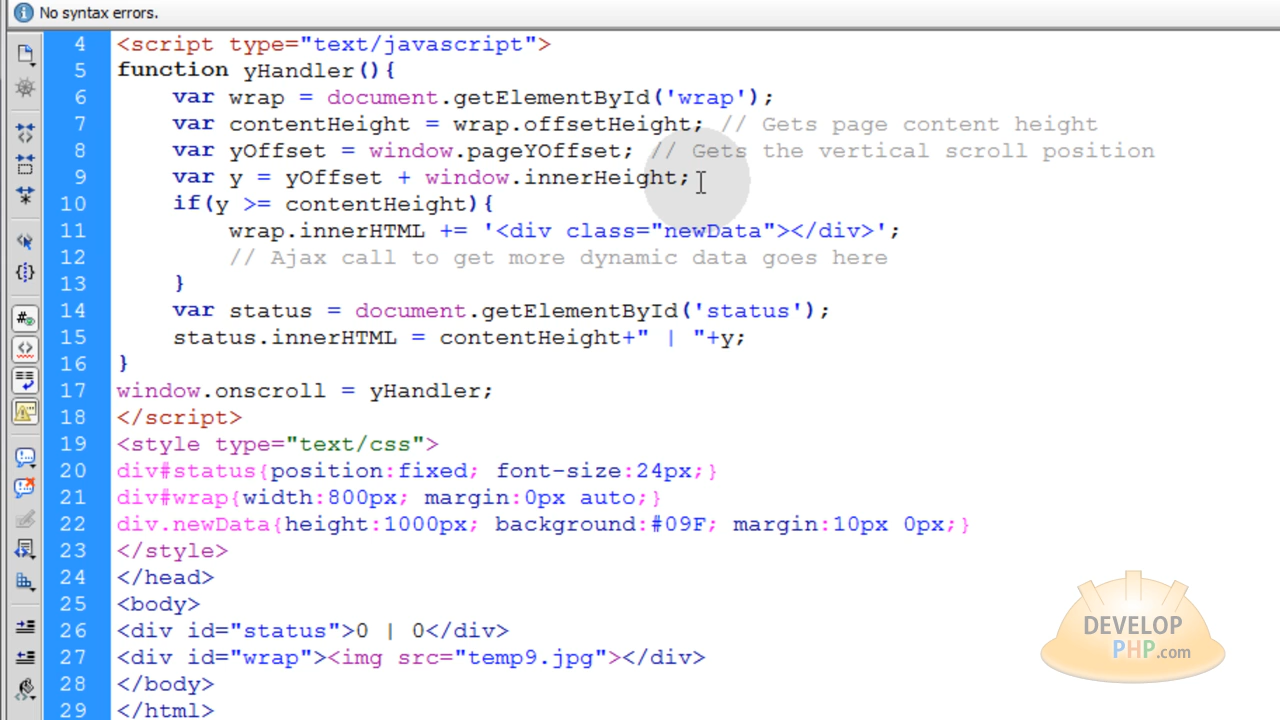 No syntax errors.
4 <script type="text/javascript">
5 function yHandler(){
6 var wrap = document.getElementById('wrap');
7 var contentHeight = wrap.offsetHeight; // Gets page content height
8 var yOffset = window.pageYOffset; // Gets the vertical scroll position
9 var y = yOffset + window.innerHeight;
10 if(y >= contentHeight){
11 wrap.innerHTML += '<div class="newData"></div>';
12 // Ajax call to get more dynamic data goes here
13 }
14 var status = document.getElementById('status');
15 status.innerHTML = contentHeight+" | "+y;
16 }
17 window.onscroll = yHandler;
18 </script>
19 <style type="text/css">
20 div#status{position:fixed; font-size:24px;}
21 div#wrap{width:800px; margin:0px auto;}
22 div.newData{height:1000px; background:#09F; margin:10px 0px;}
23 </style>
24 </head>
25 <body>
26 <div id="status">0 | 0</div>
27 <div id="wrap"><img src="temp9.jpg"></div>
28 </body>
29 </html>
DEVELOP
PHP.com